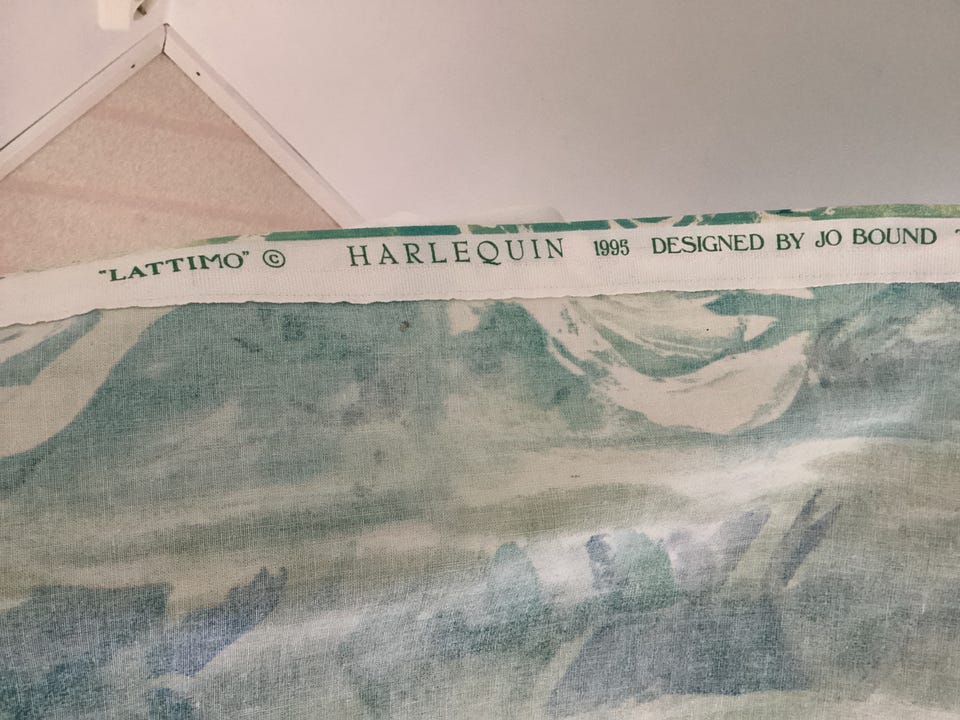 "LATTIMO" © HARLEQUIN 1995 DESIGNED BY JO BOUND